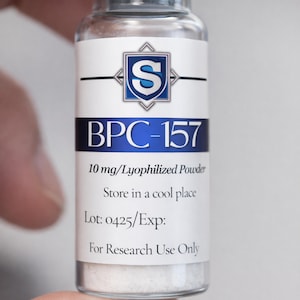 S
BPC-157
10 mg/Lyophilized Powder
Store in a cool place
Lot: 0425/Exp:
For Research Use Only